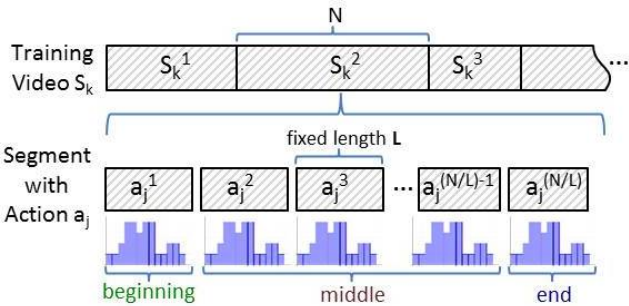 N
Training
Video Sk
Sk1 Sk2 Sk3 ...
fixed length L
Segment
with
Action aj
aj1 aj2 aj3 ... aj(N/L)-1 aj(N/L)
beginning middle end